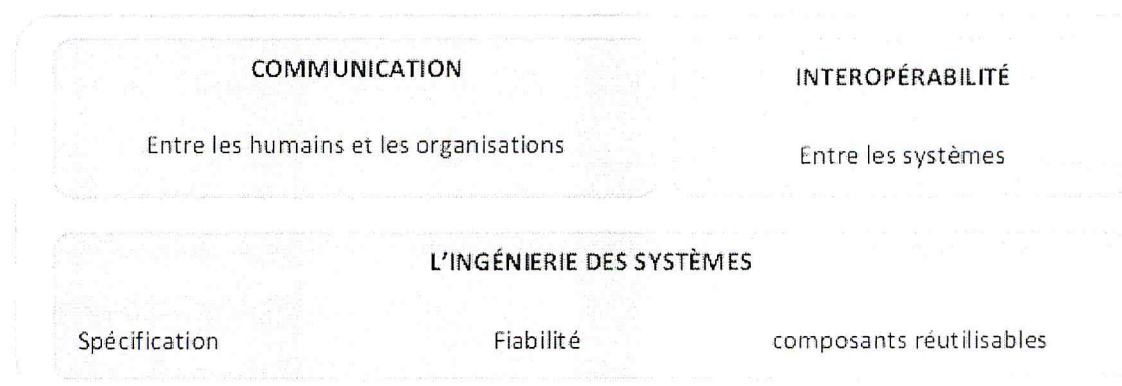 COMMUNICATION
Entre les humains et les organisations
INTEROPÉRABILITÉ
Entre les systèmes
L'INGÉNIERIE DES SYSTÈMES
Spécification Fiabilité composants réutilisables